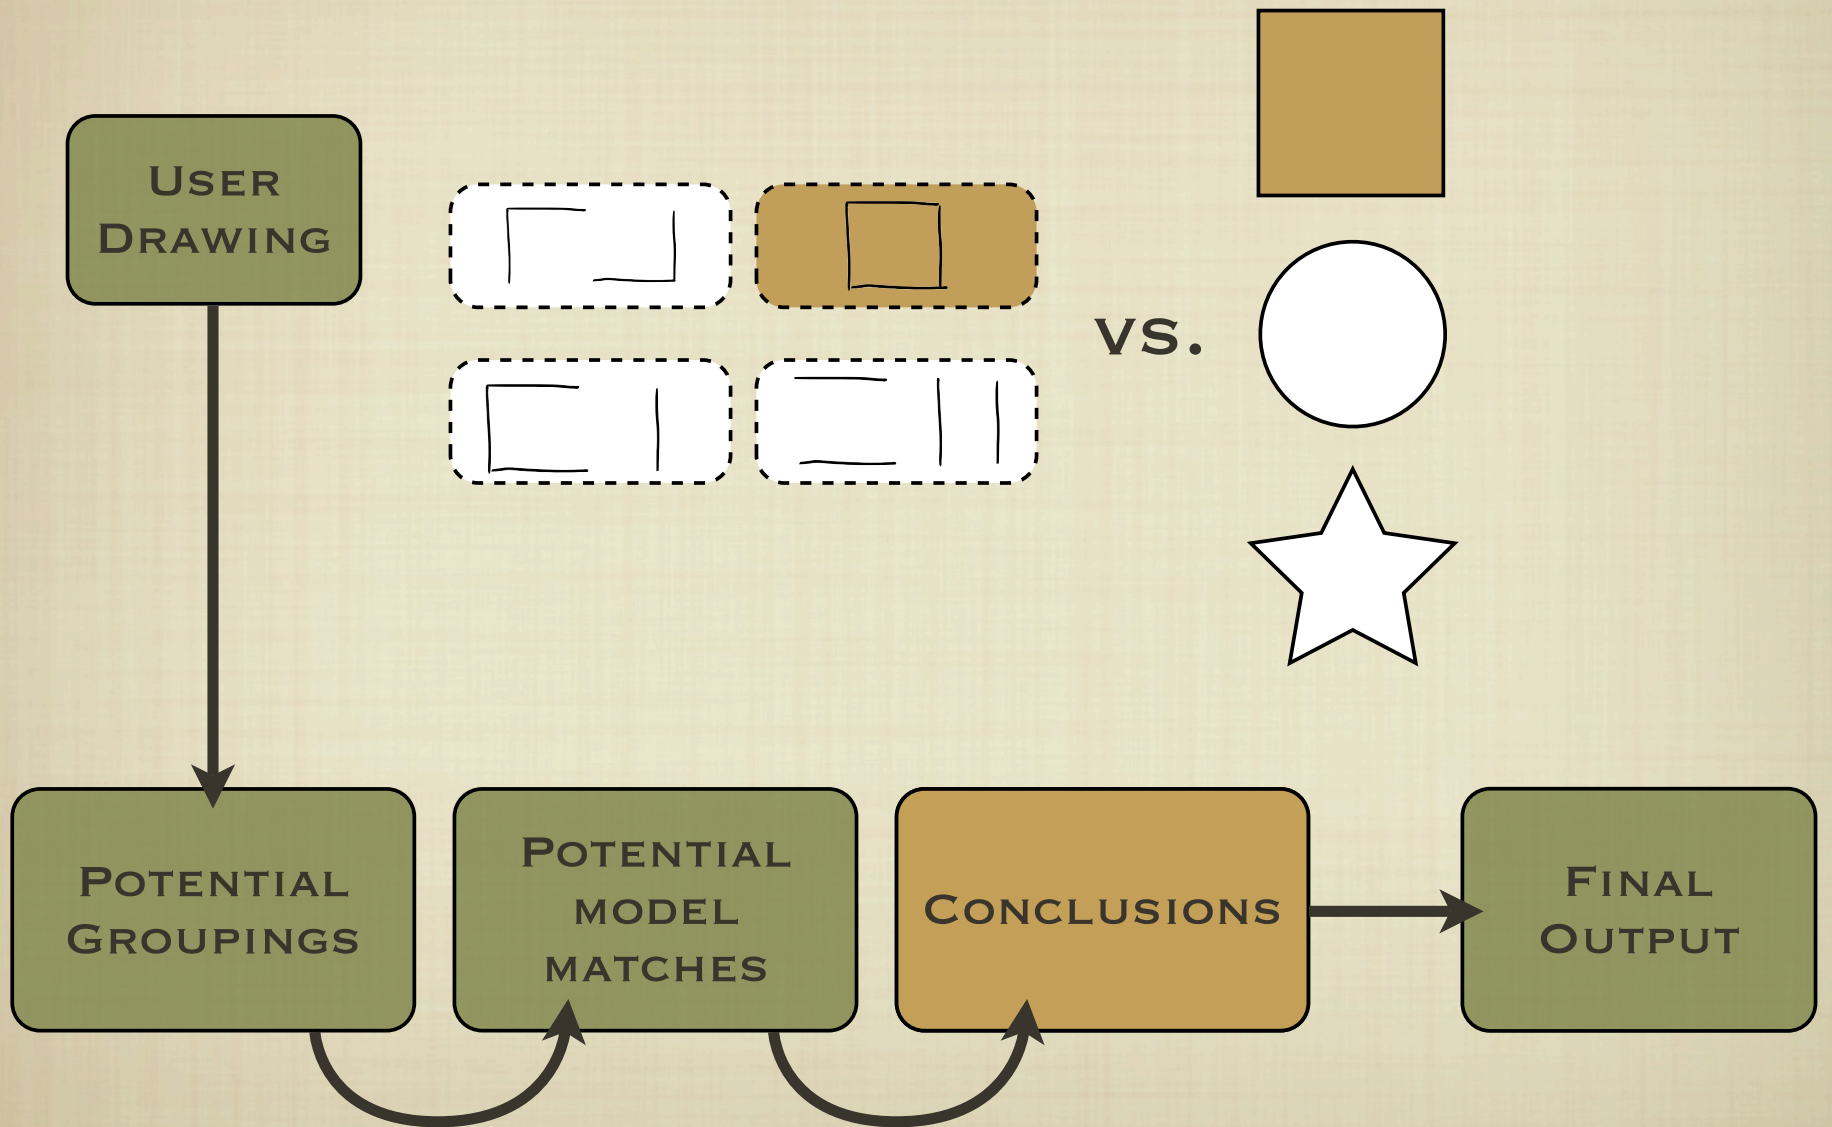 User
Drawing
vs.
Potential
Groupings
Potential
model
matches
Conclusions
Final
Output